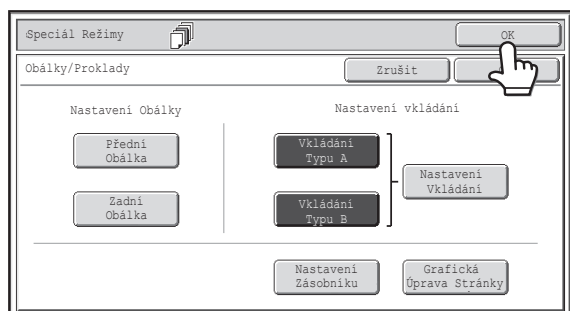 Speciál Režimy
OK
Obálky/Proklady
Zrušit
Nastavení Obálky
Nastavení vkládání
Přední
Obálka
Vkládání
Typu A
Nastavení
Vkládání
Zadní
Obálka
Vkládání
Typu B
Nastavení
Zásobníku
Grafická
Úprava Stránky